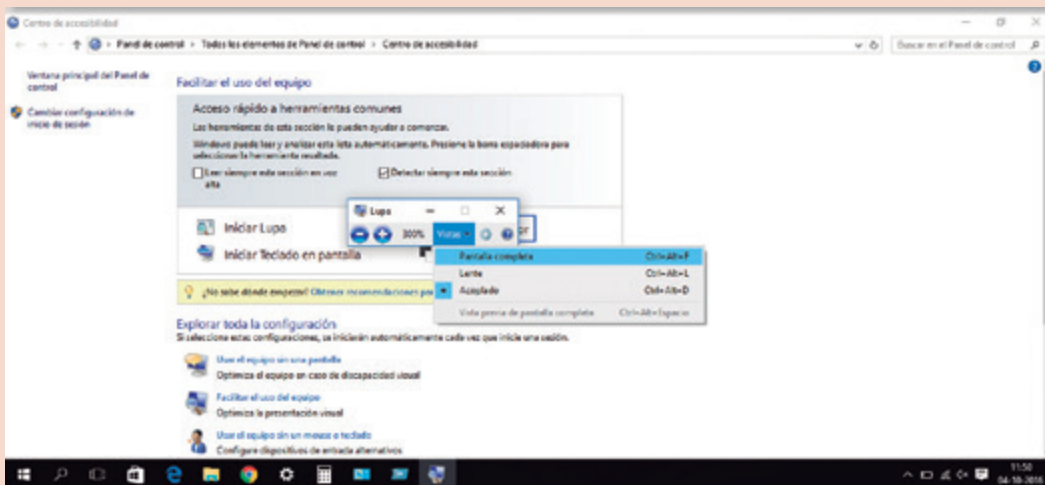 Centro de accesibilidad
Panel de control > Todos los elementos de Panel de control > Centro de accesibilidad
Buscar en el Panel de control
Ventana principal del Panel de
control
Cambiar configuración de
inicio de sesión
Facilitar el uso del equipo
Acceso rápido a herramientas comunes
Las herramientas de esta sección le pueden ayudar a comenzar.
Windows puede leer y analizar esta lista automáticamente. Presione la barra espaciadora para
seleccionar la herramienta resaltada.
Leer siempre esta sección en voz
alta
Detectar siempre esta sección
Lupa
300%
Vistas
Iniciar Lupa
or
Iniciar Teclado en pantalla
Pantalla completa Ctrl+Alt+F
Lente Ctrl+Alt+L
Acoplado Ctrl+Alt+D
Vista previa de pantalla completa Ctrl+Alt+Espacio
¿No sabe dónde empezar? Obtener recomendaciones par
Explorar toda la configuración
Si selecciona estas configuraciones, se iniciarán automáticamente cada vez que inicie una sesión.
Usar el equipo sin una pantalla
Optimiza el equipo en caso de discapacidad visual
Facilitar el uso del equipo
Optimiza la presentación visual
Usar el equipo sin un mouse o teclado
Configure dispositivos de entrada alternativos
11:50
04-10-2016